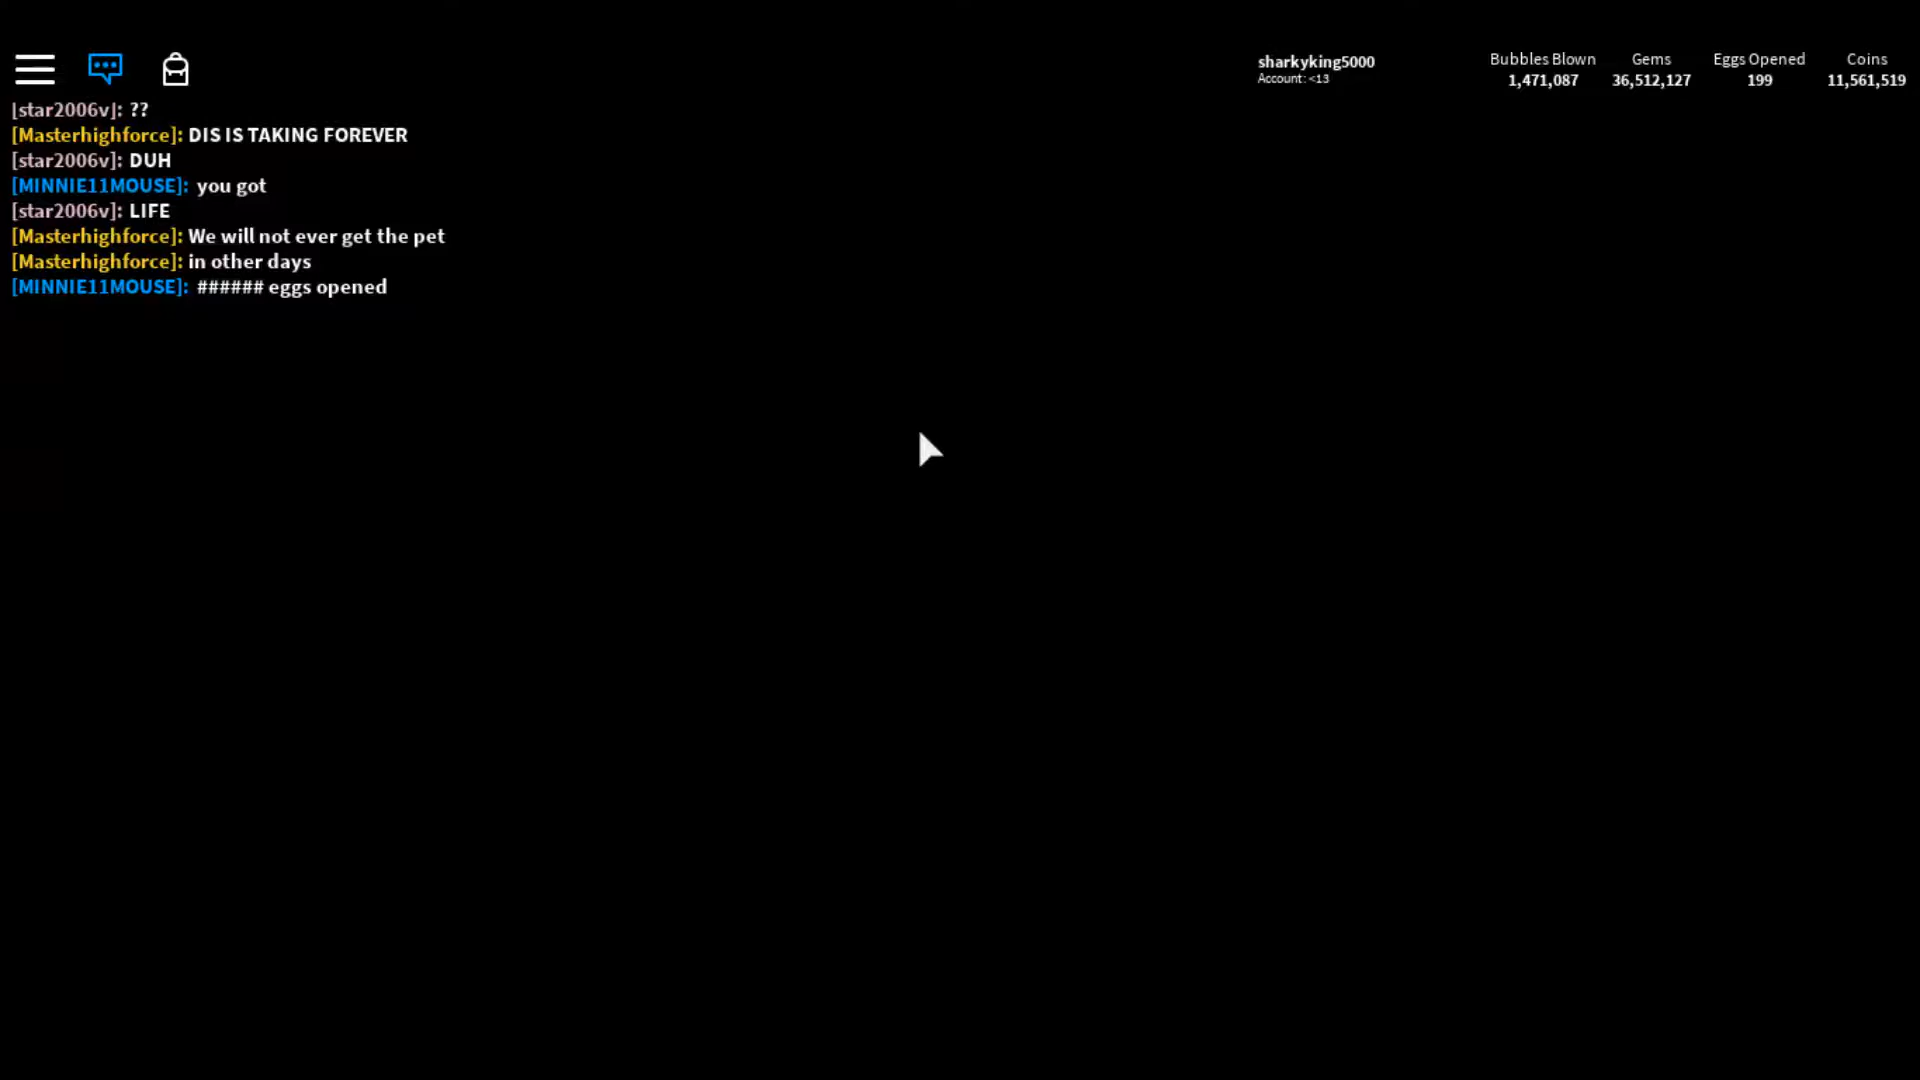 sharkyking5000
Account: <13
Bubbles Blown
1,471,087
Gems
36,512,127
Eggs Opened
199
Coins
11,561,519
[star2006v]: ??
[Masterhighforce]: DIS IS TAKING FOREVER
[star2006v]: DUH
[MINNIE11MOUSE]: you got
[star2006v]: LIFE
[Masterhighforce]: We will not ever get the pet
[Masterhighforce]: in other days
[MINNIE11MOUSE]: ###### eggs opened